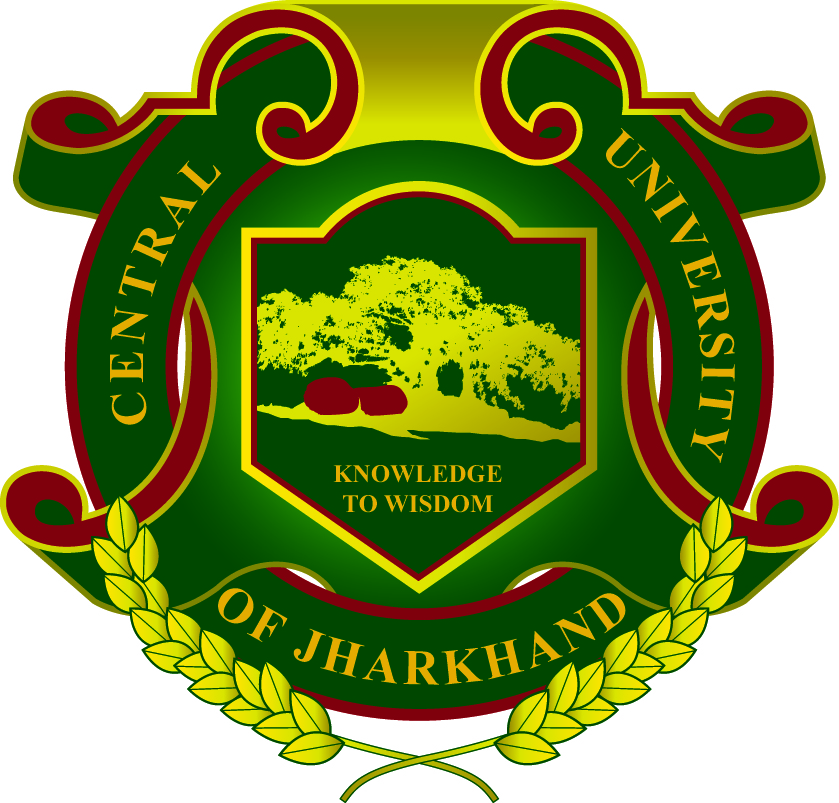 CENTRAL UNIVERSITY
OF JHARKHAND
KNOWLEDGE
TO WISDOM